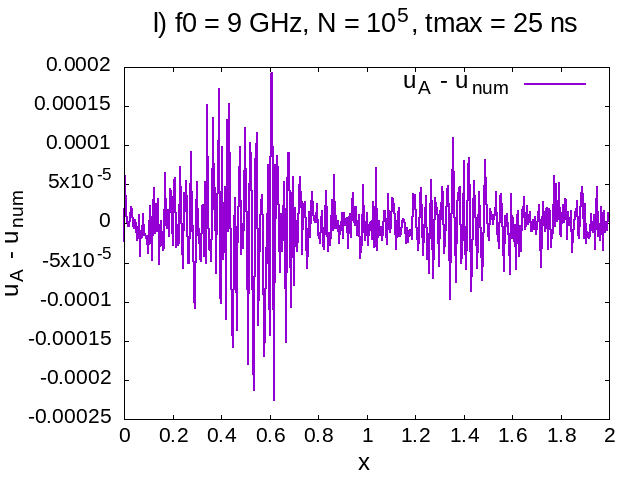 l) f0 = 9 GHz, N = 10^5, tmax = 25 ns
u_A - u_num
0.0002
0.00015
0.0001
5x10^-5
0
-5x10^-5
-0.0001
-0.00015
-0.0002
-0.00025
u_A - u_num
0 0.2 0.4 0.6 0.8 1 1.2 1.4 1.6 1.8 2
x